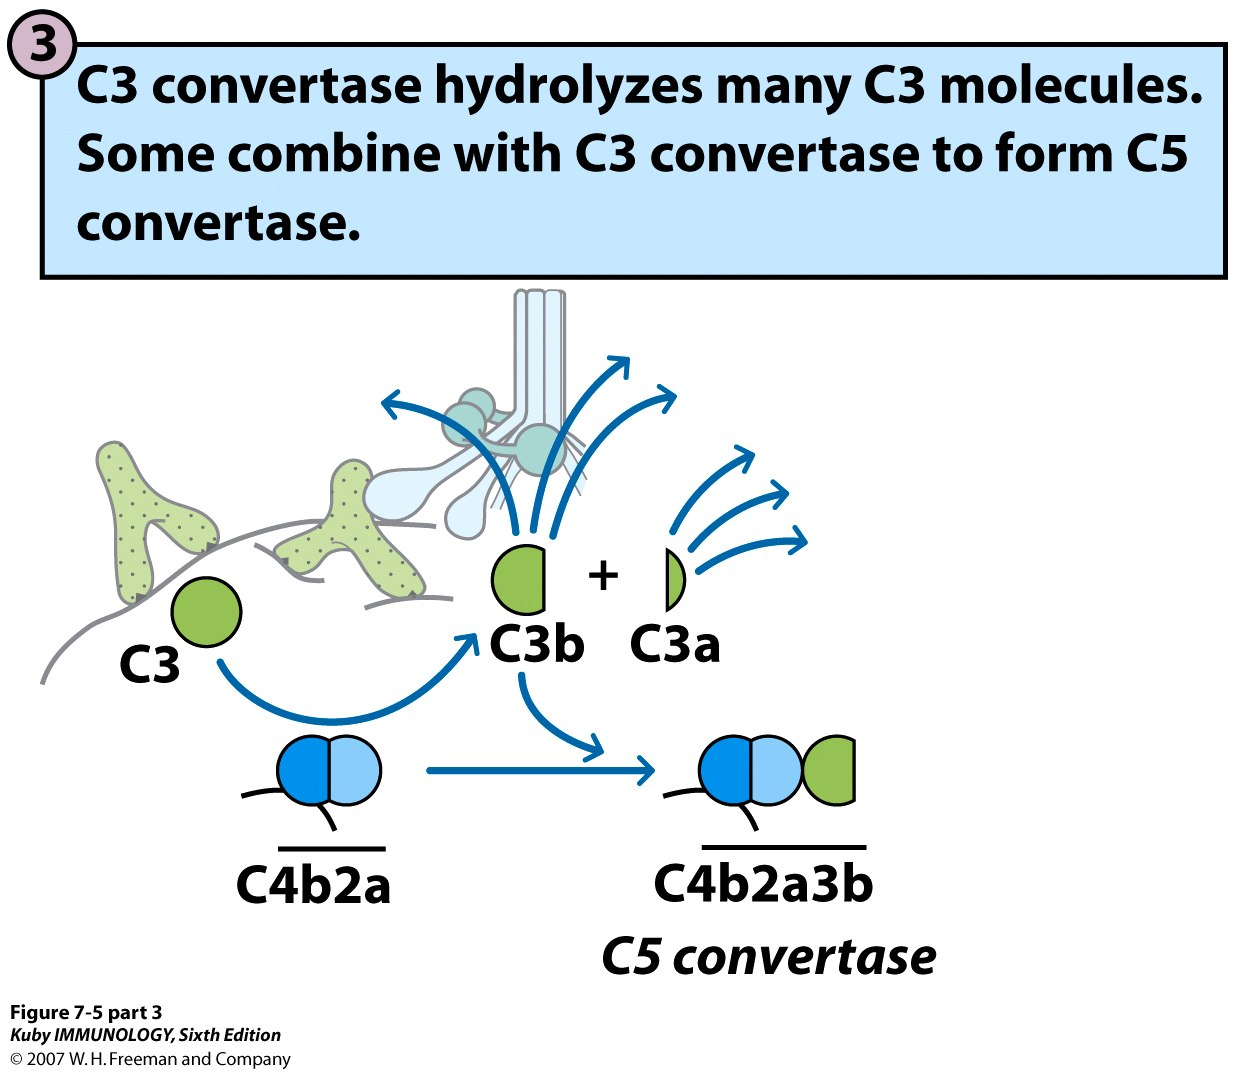 3
C3 convertase hydrolyzes many C3 molecules.
Some combine with C3 convertase to form C5
convertase.
C3
C3b
+
C3a
C4b2a
C4b2a3b
C5 convertase
Figure 7-5 part 3
Kuby IMMUNOLOGY, Sixth Edition
© 2007 W. H. Freeman and Company